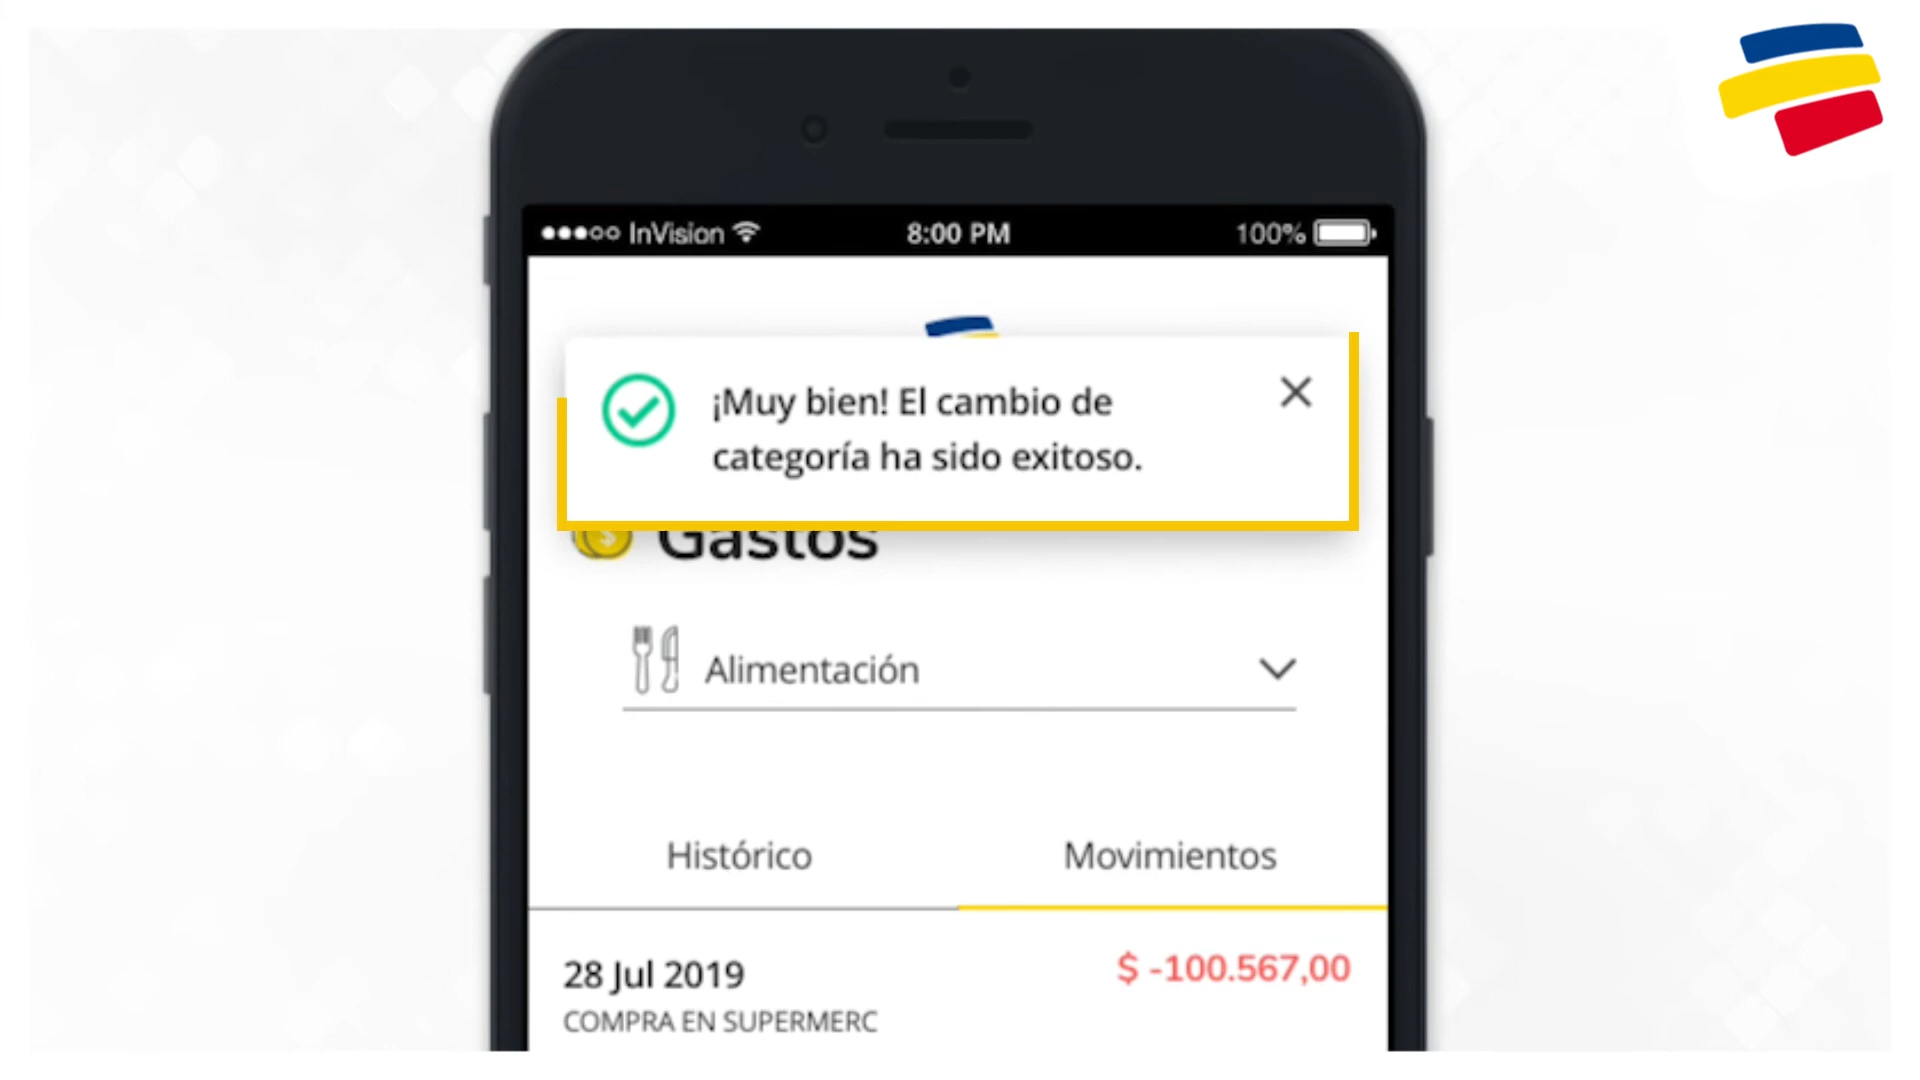 InVision 8:00 PM 100%
¡Muy bien! El cambio de
categoría ha sido exitoso.
Gastos
Alimentación
Histórico Movimientos
28 Jul 2019 $ -100.567,00
COMPRA EN SUPERMERC